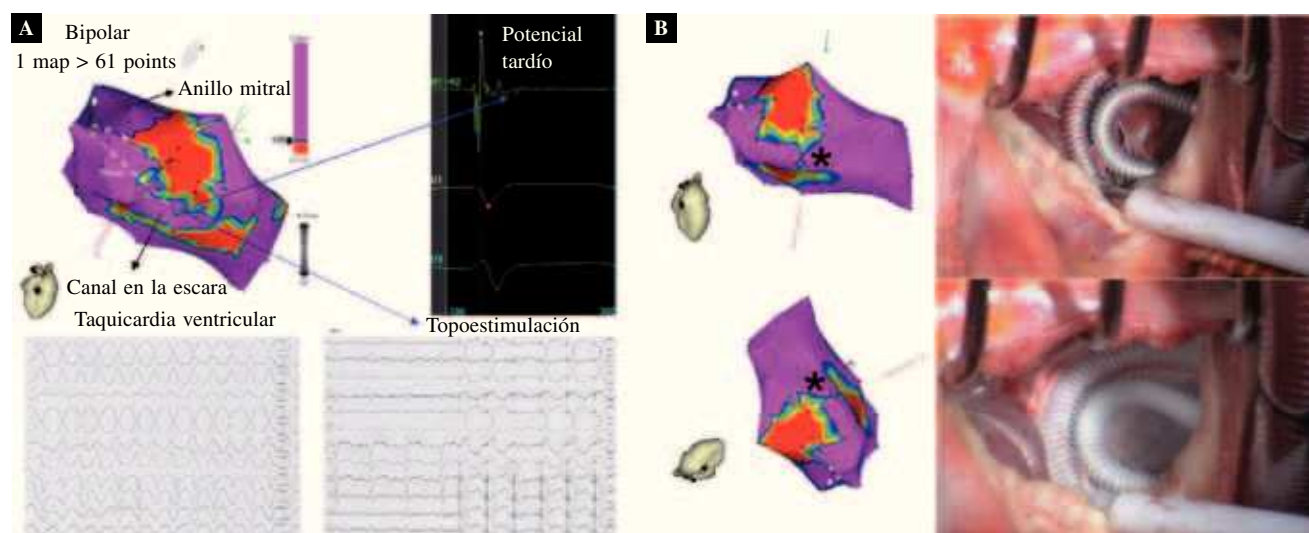 A
Bipolar
1 map > 61 points
Anillo mitral
Potencial
tardío
Canal en la escara
Taquicardia ventricular
Topoestimulación
B
*
*